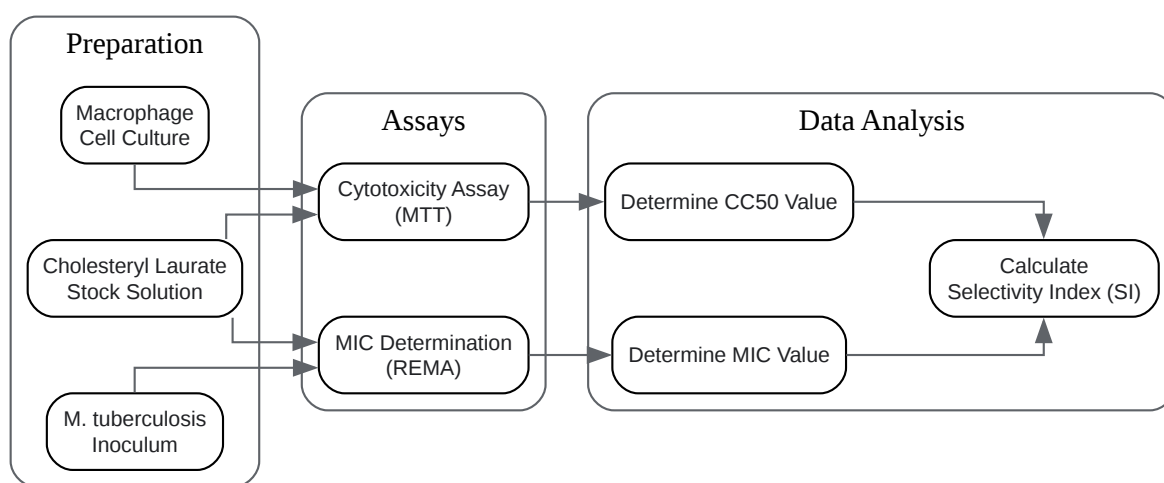 Preparation
Macrophage
Cell Culture
Cholesteryl Laurate
Stock Solution
M. tuberculosis
Inoculum
Assays
Cytotoxicity Assay
(MTT)
MIC Determination
(REMA)
Data Analysis
Determine CC50 Value
Determine MIC Value
Calculate
Selectivity Index (SI)